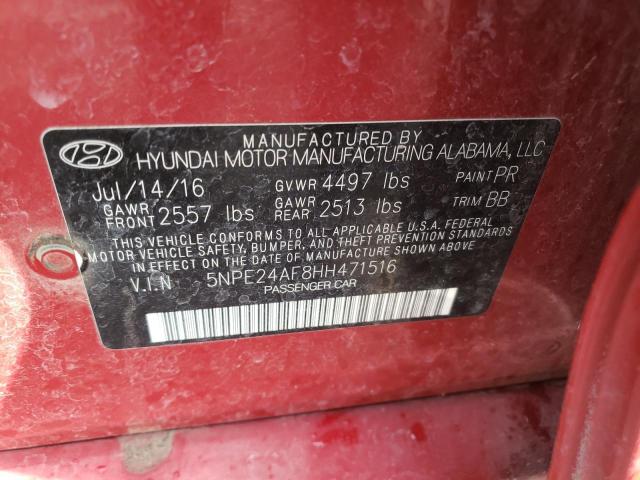 MANUFACTURED BY
HYUNDAI MOTOR MANUFACTURING ALABAMA, LLC
Jul/14/16 GVWR 4497 lbs PAINT PR
GAWR FRONT 2557 lbs GAWR REAR 2513 lbs TRIM BB
THIS VEHICLE CONFORMS TO ALL APPLICABLE U.S.A. FEDERAL
MOTOR VEHICLE SAFETY, BUMPER, AND THEFT PREVENTION STANDARDS
IN EFFECT ON THE DATE OF MANUFACTURE SHOWN ABOVE.
V.I.N 5NPE24AF8HH471516
PASSENGER CAR